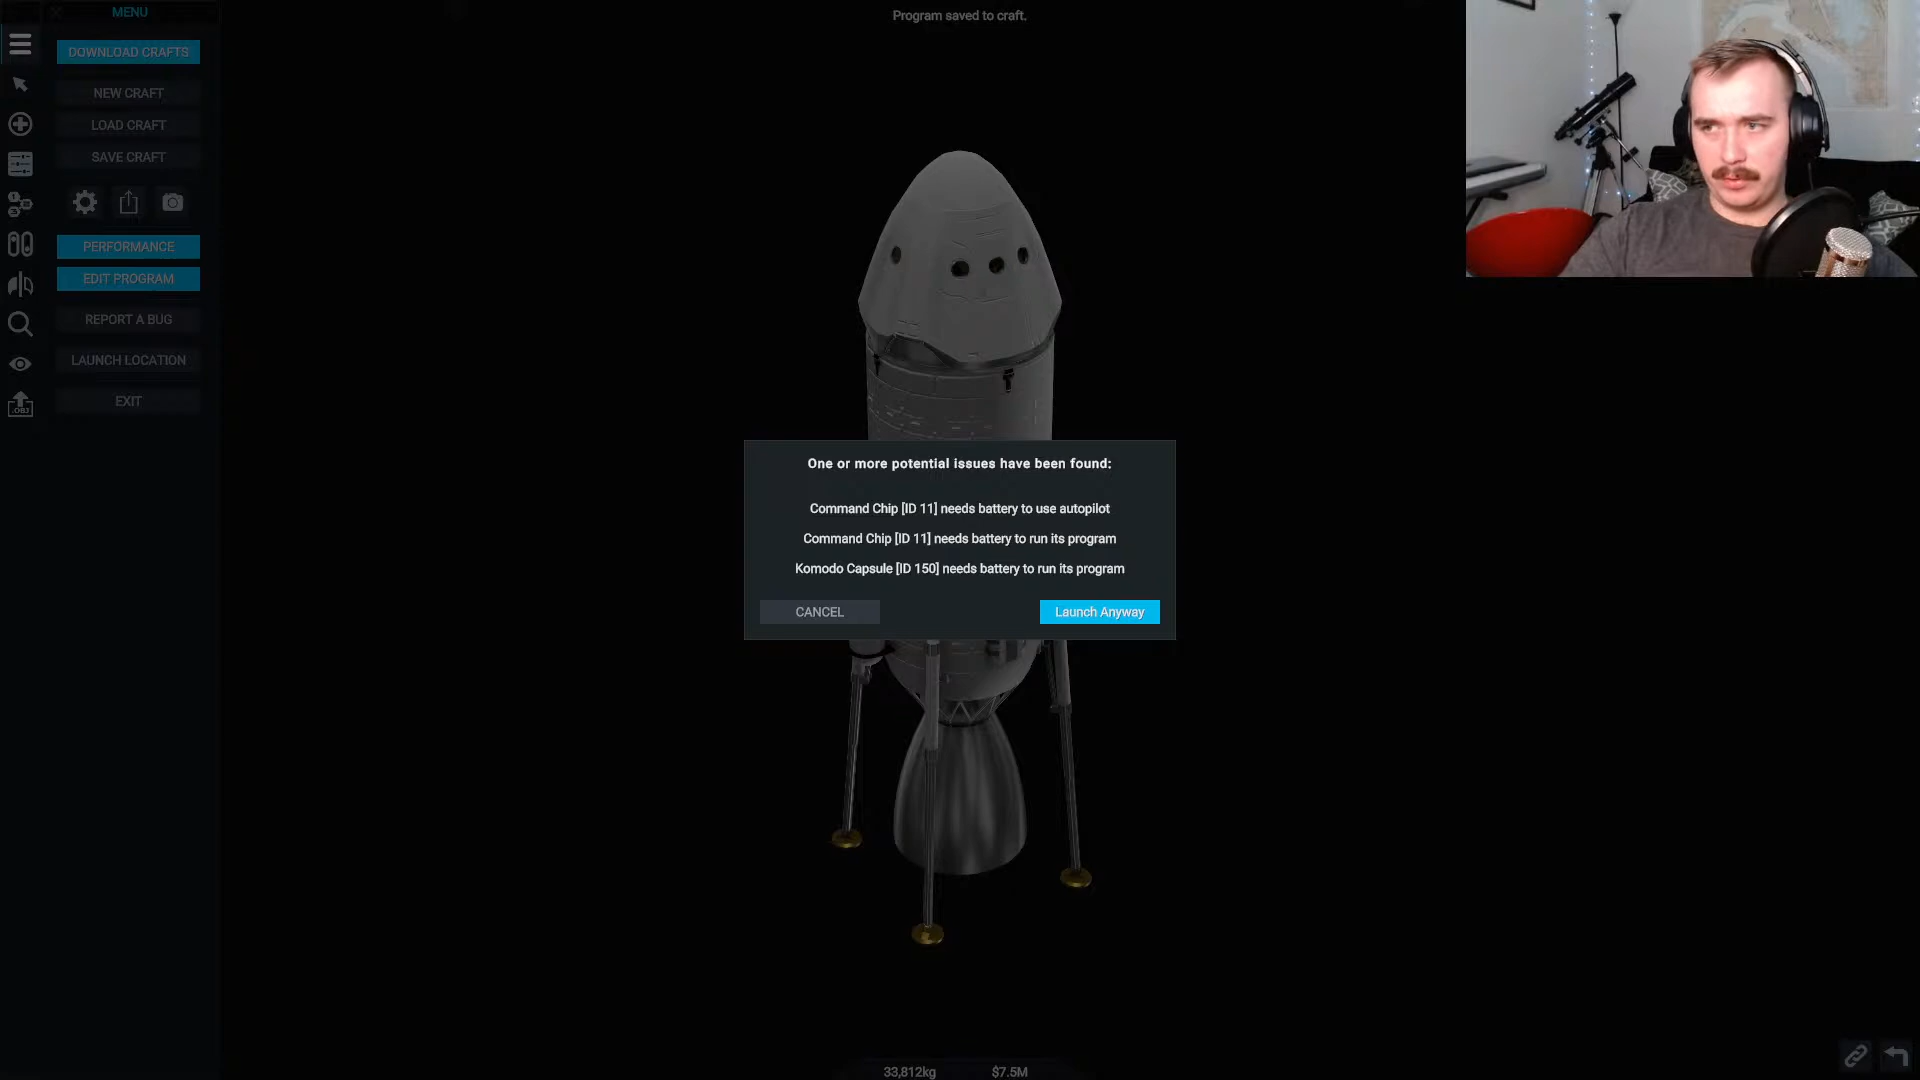 MENU
Program saved to craft.
DOWNLOAD CRAFTS
NEW CRAFT
LOAD CRAFT
SAVE CRAFT
PERFORMANCE
EDIT PROGRAM
REPORT A BUG
LAUNCH LOCATION
EXIT
.OBJ
One or more potential issues have been found:
Command Chip [ID 11] needs battery to use autopilot
Command Chip [ID 11] needs battery to run its program
Komodo Capsule [ID 150] needs battery to run its program
CANCEL
Launch Anyway
33,812kg
$7.5M